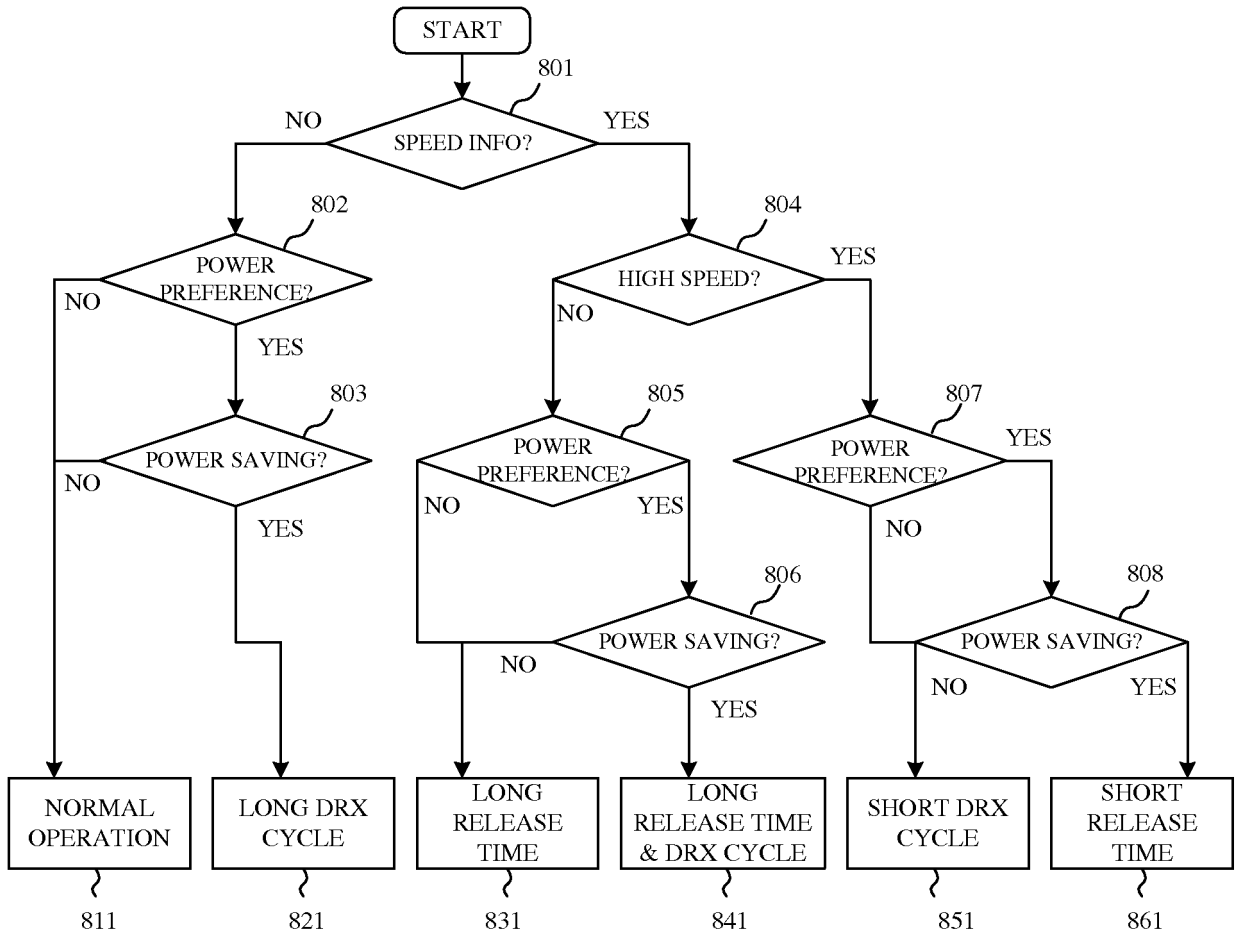 START
801
NO
YES
SPEED INFO?
802
804
POWER
PREFERENCE?
HIGH SPEED?
YES
NO
NO
YES
803
805
807
POWER SAVING?
POWER
PREFERENCE?
POWER
PREFERENCE?
YES
NO
YES
NO
YES
NO
806
808
POWER SAVING?
POWER SAVING?
NO
YES
NO
YES
NORMAL
OPERATION
LONG DRX
CYCLE
LONG
RELEASE
TIME
LONG
RELEASE TIME
& DRX CYCLE
SHORT DRX
CYCLE
SHORT
RELEASE
TIME
811
821
831
841
851
861